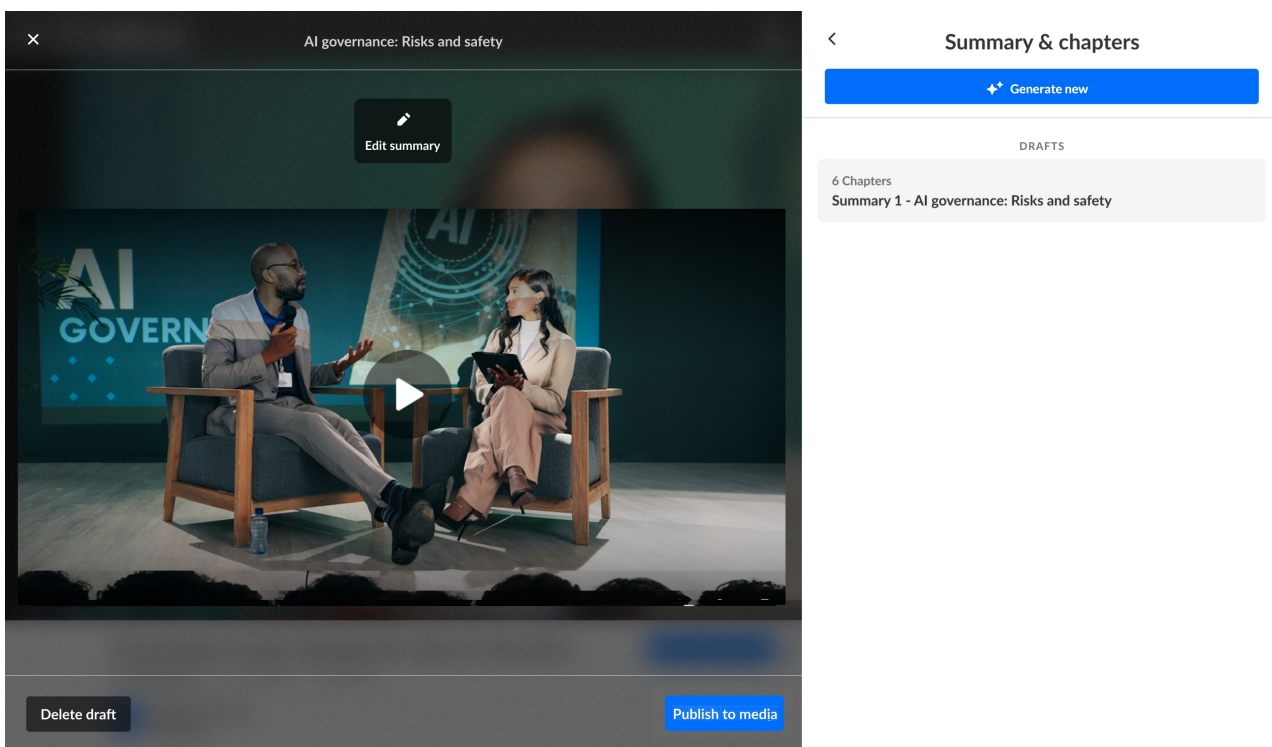 AI governance: Risks and safety
Edit summary
AI
AI
GOVERN
Delete draft
Publish to media
Summary & chapters
Generate new
DRAFTS
6 Chapters
Summary 1 - AI governance: Risks and safety